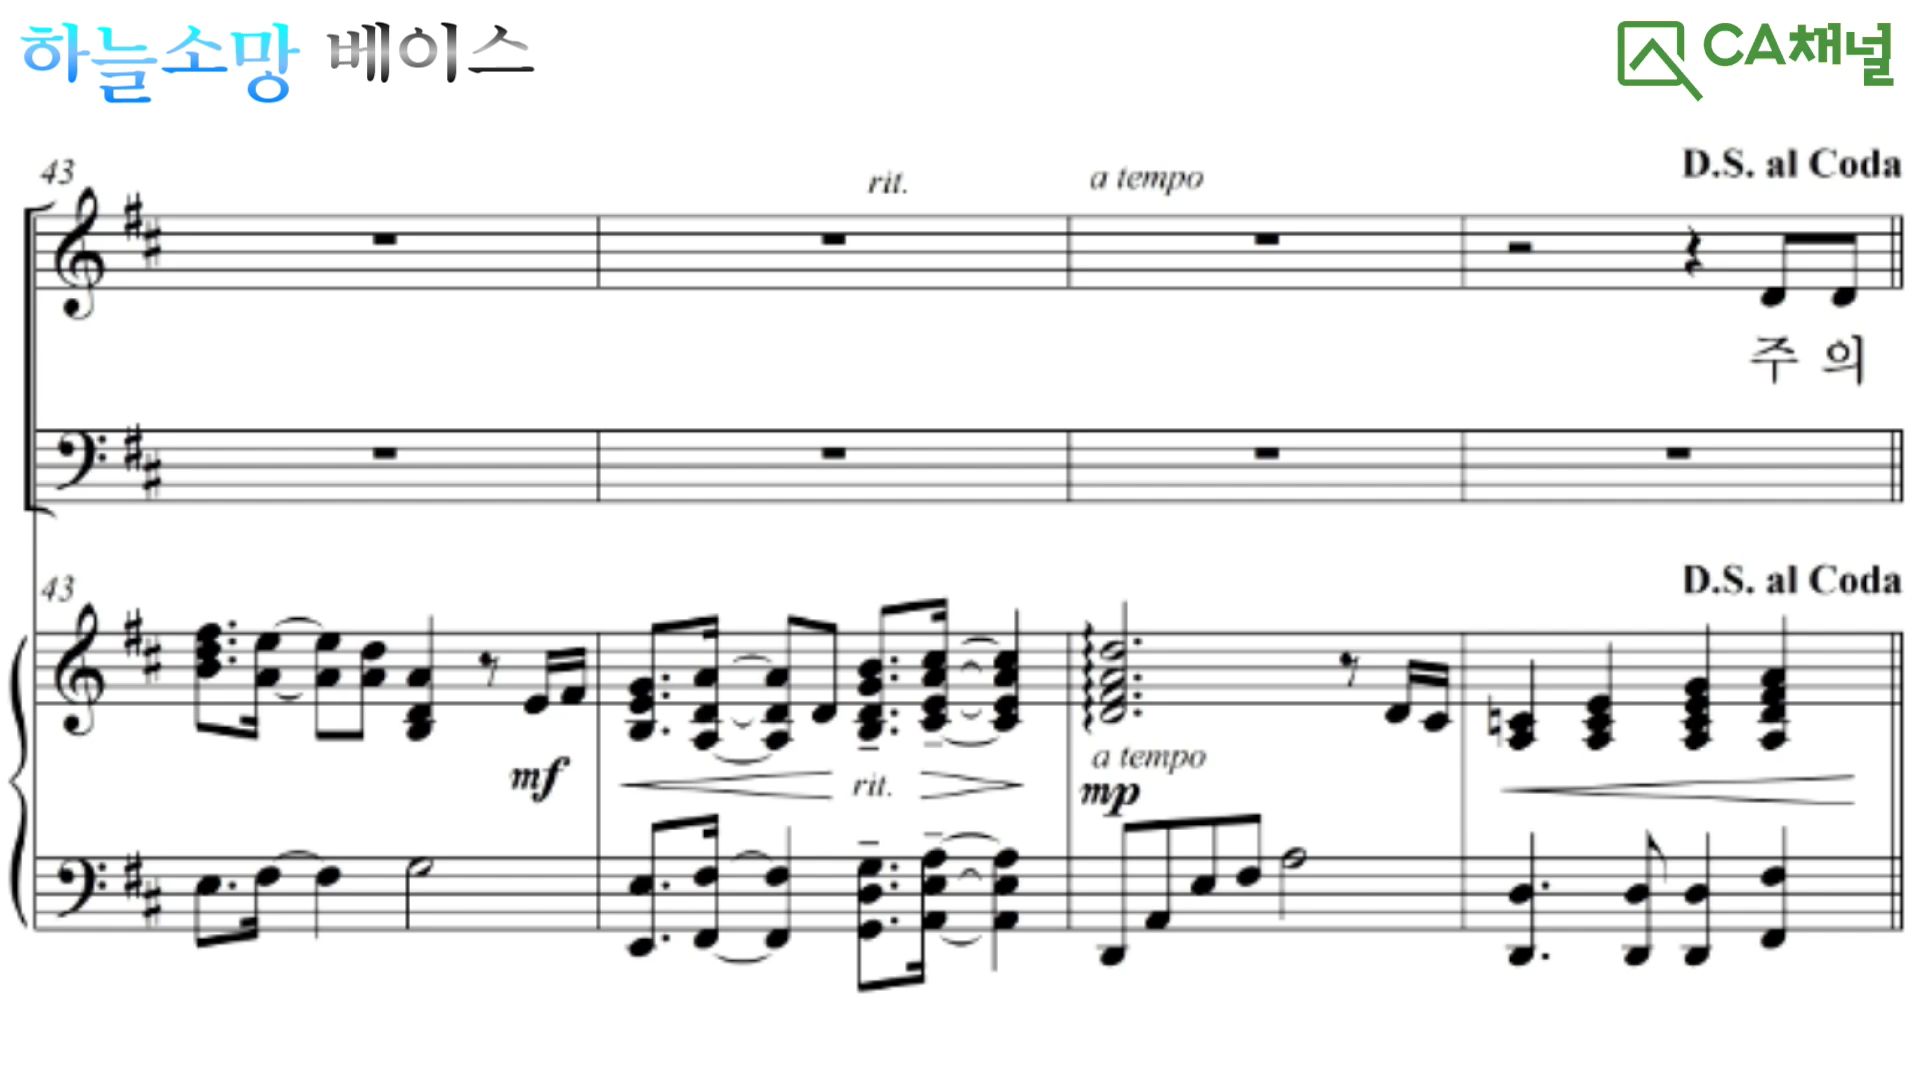 하늘소망 베이스
CA채널
43
rit.
a tempo
D.S. al Coda
주 의
43
D.S. al Coda
mf
rit.
a tempo
mp